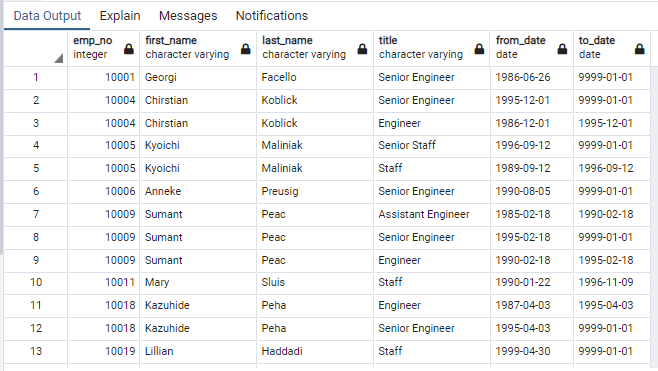 Data Output Explain Messages Notifications
emp_no first_name last_name title from_date to_date
integer character varying character varying character varying date date
1 10001 Georgi Facello Senior Engineer 1986-06-26 9999-01-01
2 10004 Chirstian Koblick Senior Engineer 1995-12-01 9999-01-01
3 10004 Chirstian Koblick Engineer 1986-12-01 1995-12-01
4 10005 Kyoichi Maliniak Senior Staff 1996-09-12 9999-01-01
5 10005 Kyoichi Maliniak Staff 1989-09-12 1996-09-12
6 10006 Anneke Preusig Senior Engineer 1990-08-05 9999-01-01
7 10009 Sumant Peac Assistant Engineer 1985-02-18 1990-02-18
8 10009 Sumant Peac Senior Engineer 1995-02-18 9999-01-01
9 10009 Sumant Peac Engineer 1990-02-18 1995-02-18
10 10011 Mary Sluis Staff 1990-01-22 1996-11-09
11 10018 Kazuhide Peha Engineer 1987-04-03 1995-04-03
12 10018 Kazuhide Peha Senior Engineer 1995-04-03 9999-01-01
13 10019 Lillian Haddadi Staff 1999-04-30 9999-01-01